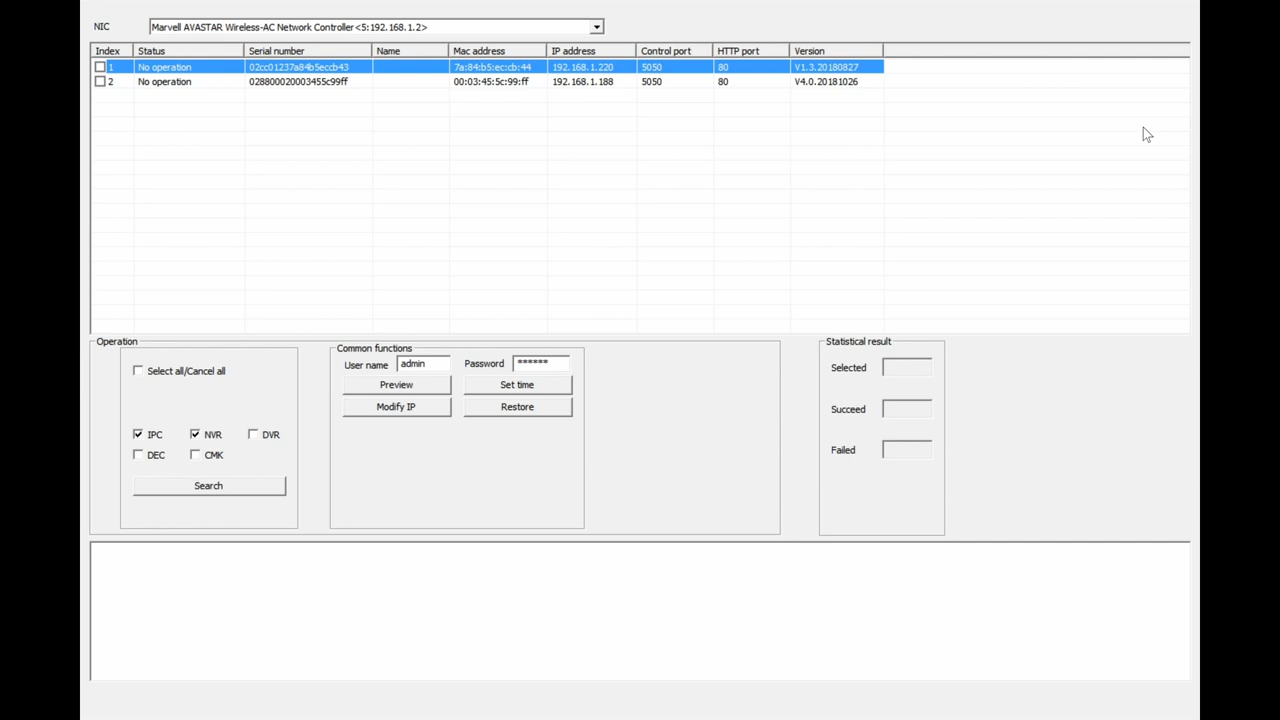 NIC Marvell AVASTAR Wireless-AC Network Controller<5:192.168.1.2>
Index Status Serial number Name Mac address IP address Control port HTTP port Version
1 No operation 02cc01237a84b5eccb43 7a:84:b5:ec:cb:44 192.168.1.220 5050 80 V1.3.20180827
2 No operation 028800020003455c99ff 00:03:45:5c:99:ff 192.168.1.188 5050 80 V4.0.20181026
Operation
Select all/Cancel all
IPC NVR DVR
DEC CMK
Search
Common functions
User name admin Password ******
Preview Set time
Modify IP Restore
Statistical result
Selected
Succeed
Failed